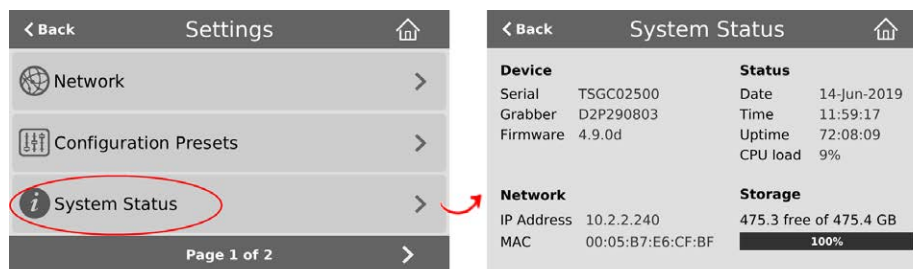 Back Settings
Network
Configuration Presets
i System Status
Page 1 of 2
Back System Status
Device
Serial TSGC02500
Grabber D2P290803
Firmware 4.9.0d
Status
Date 14-Jun-2019
Time 11:59:17
Uptime 72:08:09
CPU load 9%
Network
IP Address 10.2.2.240
MAC 00:05:B7:E6:CF:BF
Storage
475.3 free of 475.4 GB
100%